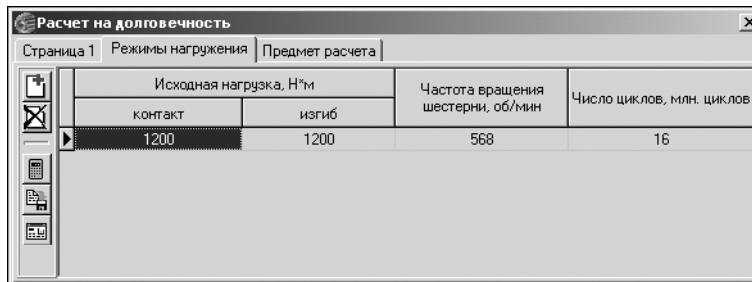 Расчет на долговечность
Страница 1 Режимы нагружения Предмет расчета
Исходная нагрузка, Н*м
Частота вращения
шестерни, об/мин
Число циклов, млн. циклов
контакт изгиб
1200 1200 568 16